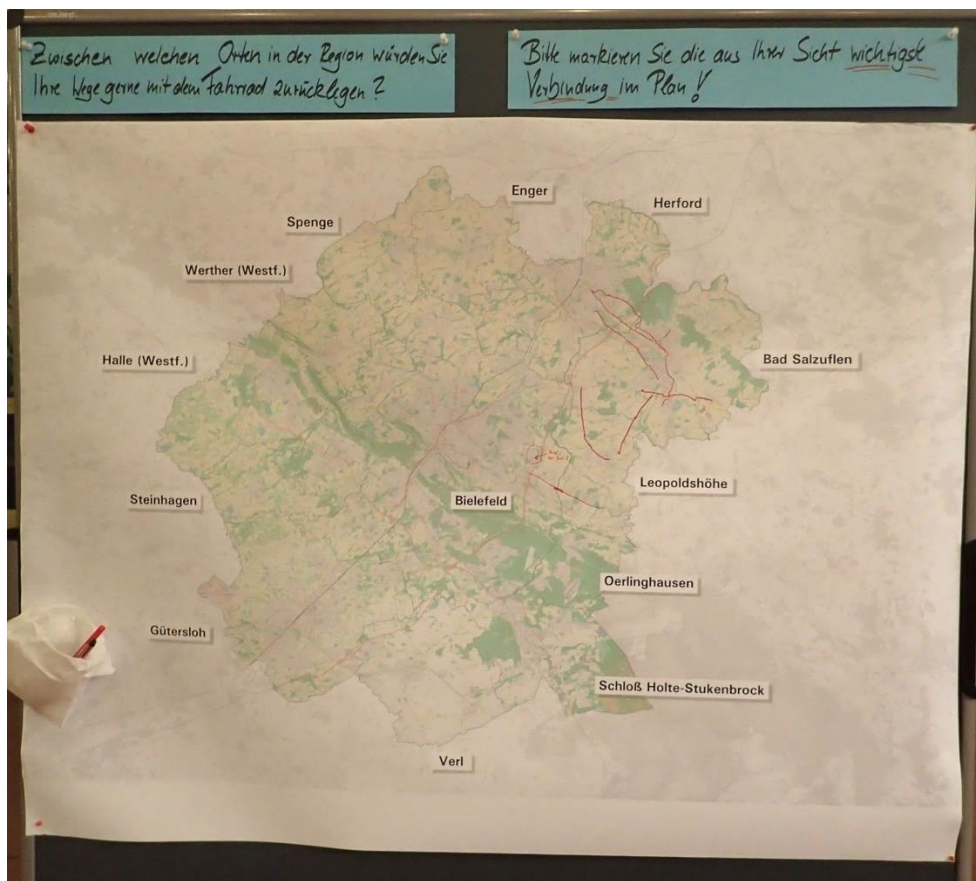 Zwischen welchen Orten in der Region würden Sie
Ihre Wege gerne mit dem Fahrrad zurücklegen?
Bitte markieren Sie die aus Ihrer Sicht wichtigste
Verbindung im Plan!
Enger
Herford
Spenge
Werther (Westf.)
Halle (Westf.)
Bad Salzuflen
Steinhagen
Bielefeld
Leopoldshöhe
Oerlinghausen
Gütersloh
Schloß Holte-Stukenbrock
Verl